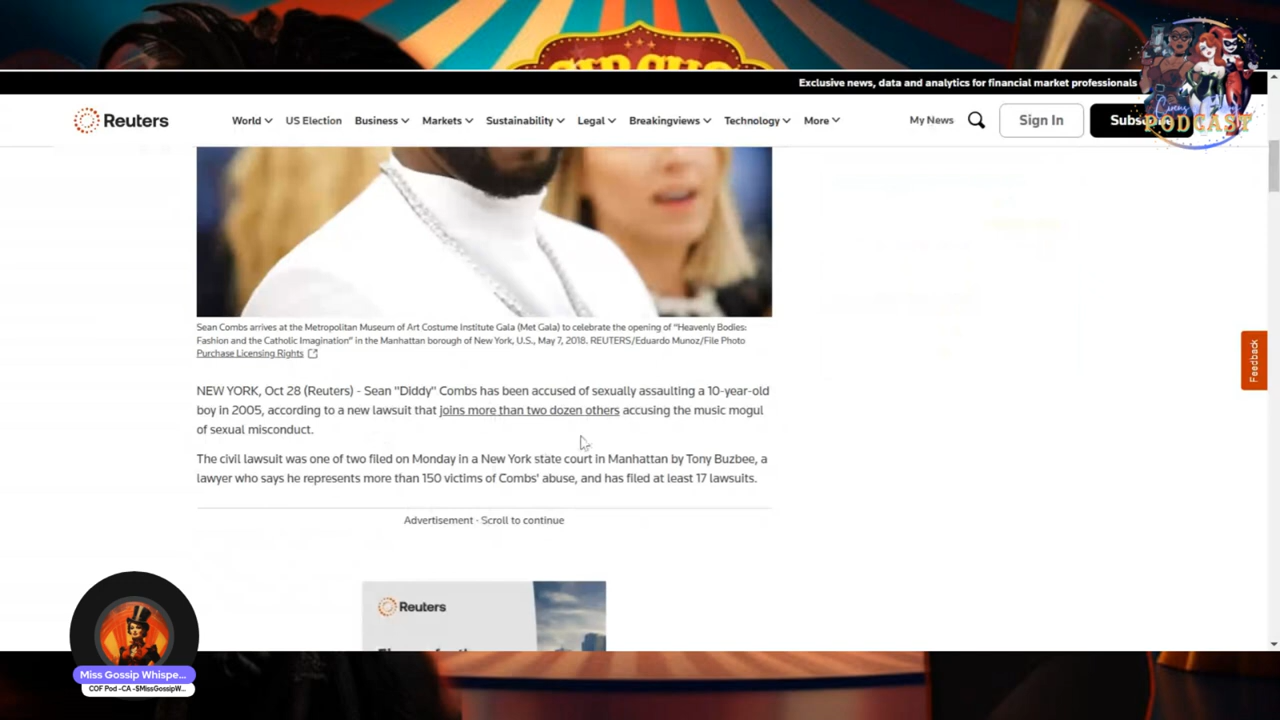 Exclusive news, data and analytics for financial market professionals
Reuters
World
US Election
Business
Markets
Sustainability
Legal
Breakingviews
Technology
More
My News
Sign In
PODCAST
Sean Combs arrives at the Metropolitan Museum of Art Costume Institute Gala (Met Gala) to celebrate the opening of “Heavenly Bodies:
Fashion and the Catholic Imagination” in the Manhattan borough of New York, U.S., May 7, 2018. REUTERS/Eduardo Munoz/File Photo
Purchase Licensing Rights
Feedback
NEW YORK, Oct 28 (Reuters) - Sean "Diddy" Combs has been accused of sexually assaulting a 10-year-old
boy in 2005, according to a new lawsuit that joins more than two dozen others accusing the music mogul
of sexual misconduct.
The civil lawsuit was one of two filed on Monday in a New York state court in Manhattan by Tony Buzbee, a
lawyer who says he represents more than 150 victims of Combs' abuse, and has filed at least 17 lawsuits.
Advertisement · Scroll to continue
Reuters
Miss Gossip Whispe...
COF Pod -CA -$MissGossipW...